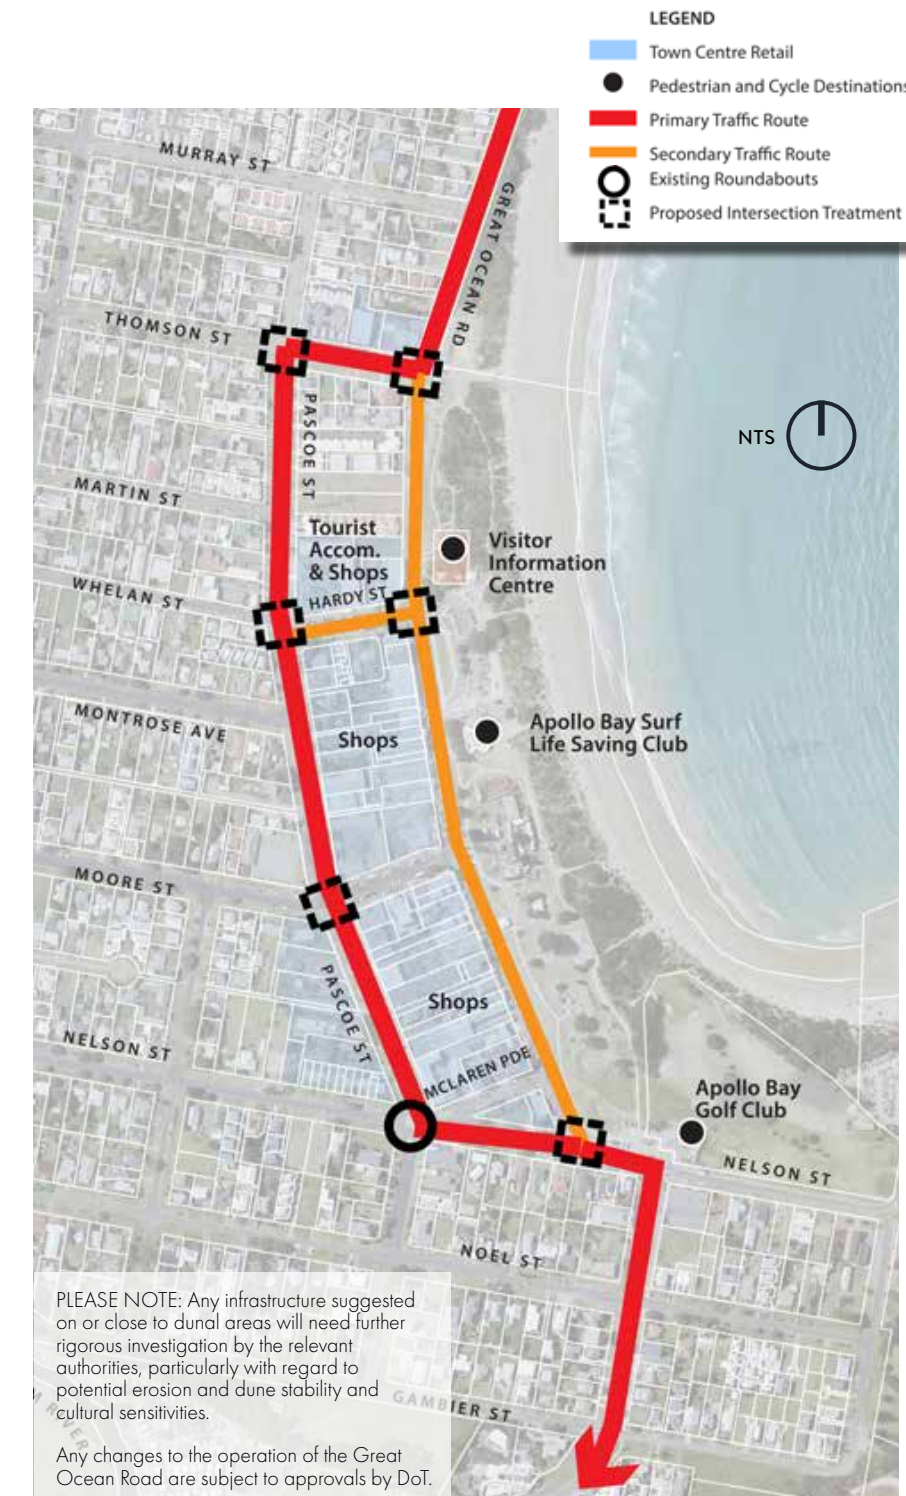 LEGEND
Town Centre Retail
Pedestrian and Cycle Destinations
Primary Traffic Route
Secondary Traffic Route
Existing Roundabouts
Proposed Intersection Treatment
MURRAY ST
GREAT OCEAN RD
THOMSON ST
PASCOE ST
NTS
MARTIN ST
Tourist
Accom.
& Shops
Visitor
Information
Centre
WHELAN ST
HARDY ST
MONTROSE AVE
Shops
Apollo Bay Surf
Life Saving Club
MOORE ST
PASCOE ST
Shops
NELSON ST
MCLAREN PDE
Apollo Bay
Golf Club
NELSON ST
NOEL ST
PLEASE NOTE: Any infrastructure suggested
on or close to dunal areas will need further
rigorous investigation by the relevant
authorities, particularly with regard to
potential erosion and dune stability and
cultural sensitivities.
Any changes to the operation of the Great
Ocean Road are subject to approvals by DoT.
GAMBIER ST
RIVER